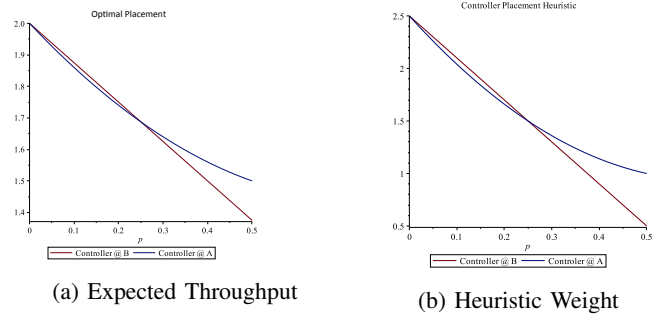 Optimal Placement
2.0
1.9
1.8
1.7
1.6
1.5
1.4
0 0.1 0.2 0.3 0.4 0.5
p
Controller @ B Controller @ A
(a) Expected Throughput
Controller Placement Heuristic
2.5
2
1.5
1
0.5
0 0.1 0.2 0.3 0.4 0.5
p
Controller @ B Controler @ A
(b) Heuristic Weight